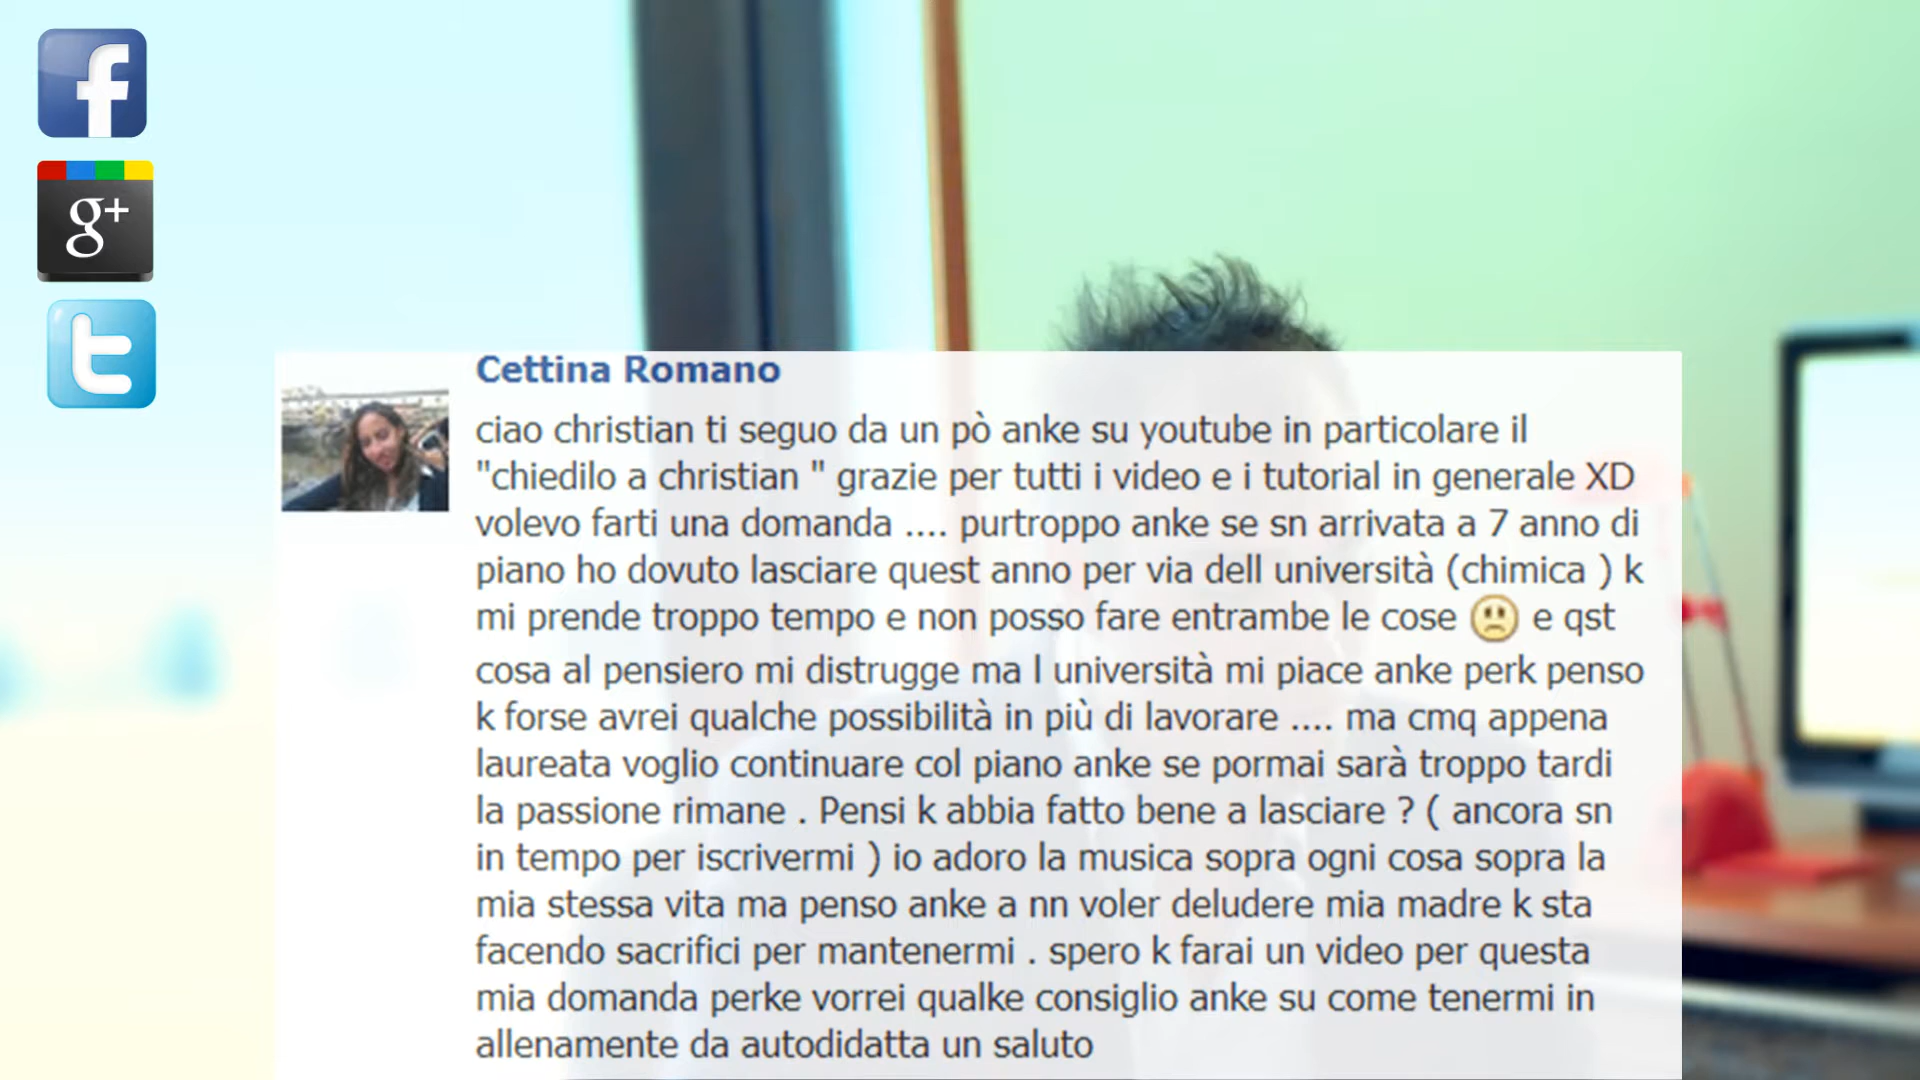 f
g+
t
Cettina Romano
ciao christian ti seguo da un pò anke su youtube in particolare il
"chiedilo a christian " grazie per tutti i video e i tutorial in generale XD
volevo farti una domanda .... purtroppo anke se sn arrivata a 7 anno di
piano ho dovuto lasciare quest anno per via dell università (chimica ) k
mi prende troppo tempo e non posso fare entrambe le cose e qst
cosa al pensiero mi distrugge ma l università mi piace anke perk penso
k forse avrei qualche possibilità in più di lavorare .... ma cmq appena
laureata voglio continuare col piano anke se pormai sarà troppo tardi
la passione rimane . Pensi k abbia fatto bene a lasciare ? ( ancora sn
in tempo per iscrivermi ) io adoro la musica sopra ogni cosa sopra la
mia stessa vita ma penso anke a nn voler deludere mia madre k sta
facendo sacrifici per mantenermi . spero k farai un video per questa
mia domanda perke vorrei qualke consiglio anke su come tenermi in
allenamente da autodidatta un saluto